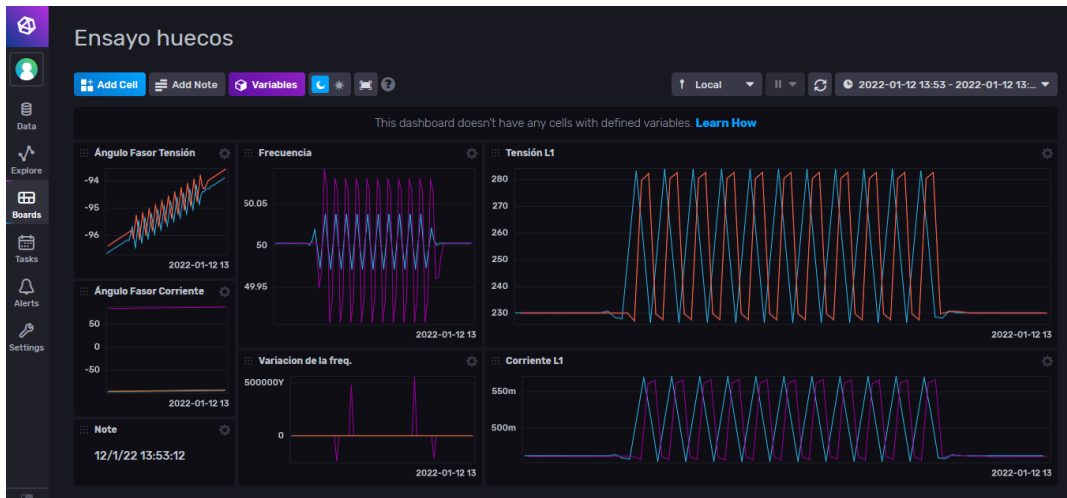 Ensayo huecos
Add Cell Add Note Variables Local 2022-01-12 13:53 - 2022-01-12 13:...
This dashboard doesn't have any cells with defined variables. Learn How
Data
Explore
Boards
Tasks
Alerts
Settings
Ángulo Fasor Tensión
-94
-95
-96
2022-01-12 13
Frecuencia
50.05
50
49.95
2022-01-12 13
Tensión L1
280
270
260
250
240
230
2022-01-12 13
Ángulo Fasor Corriente
50
0
-50
2022-01-12 13
Variacion de la freq.
500000Y
0
2022-01-12 13
Corriente L1
550m
500m
2022-01-12 13
Note
12/1/22 13:53:12